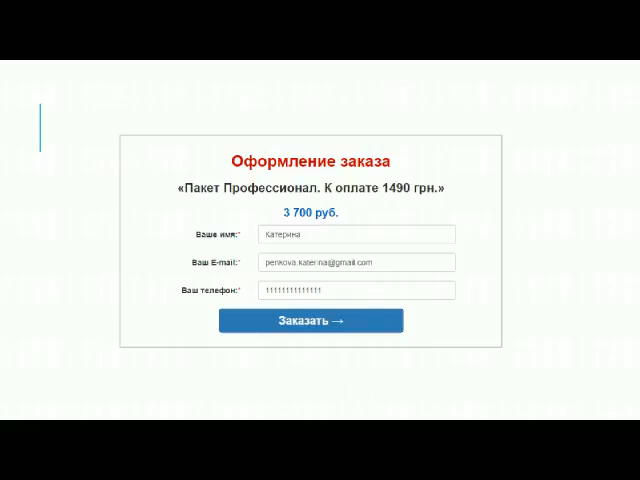 Оформление заказа
«Пакет Профессионал. К оплате 1490 грн.»
3 700 руб.
Ваше имя:* Катерина
Ваш E-mail:* penkova.katerina@gmail.com
Ваш телефон:* 11111111111111
Заказать →